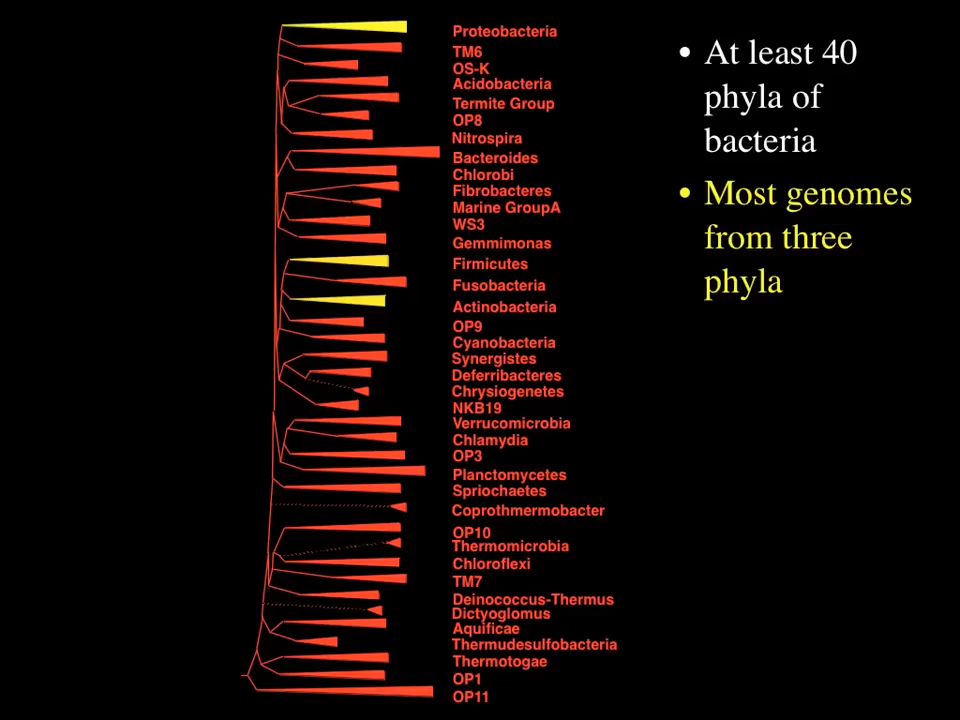 Proteobacteria
TM6
OS-K
Acidobacteria
Termite Group
OP8
Nitrospira
Bacteroides
Chlorobi
Fibrobacteres
Marine GroupA
WS3
Gemmimonas
Firmicutes
Fusobacteria
Actinobacteria
OP9
Cyanobacteria
Synergistes
Deferribacteres
Chrysiogenetes
NKB19
Verrucomicrobia
Chlamydia
OP3
Planctomycetes
Spriochaetes
Coprothmermobacter
OP10
Thermomicrobia
Chloroflexi
TM7
Deinococcus-Thermus
Dictyoglomus
Aquificae
Thermudesulfobacteria
Thermotogae
OP1
OP11
• At least 40
phyla of
bacteria
• Most genomes
from three
phyla